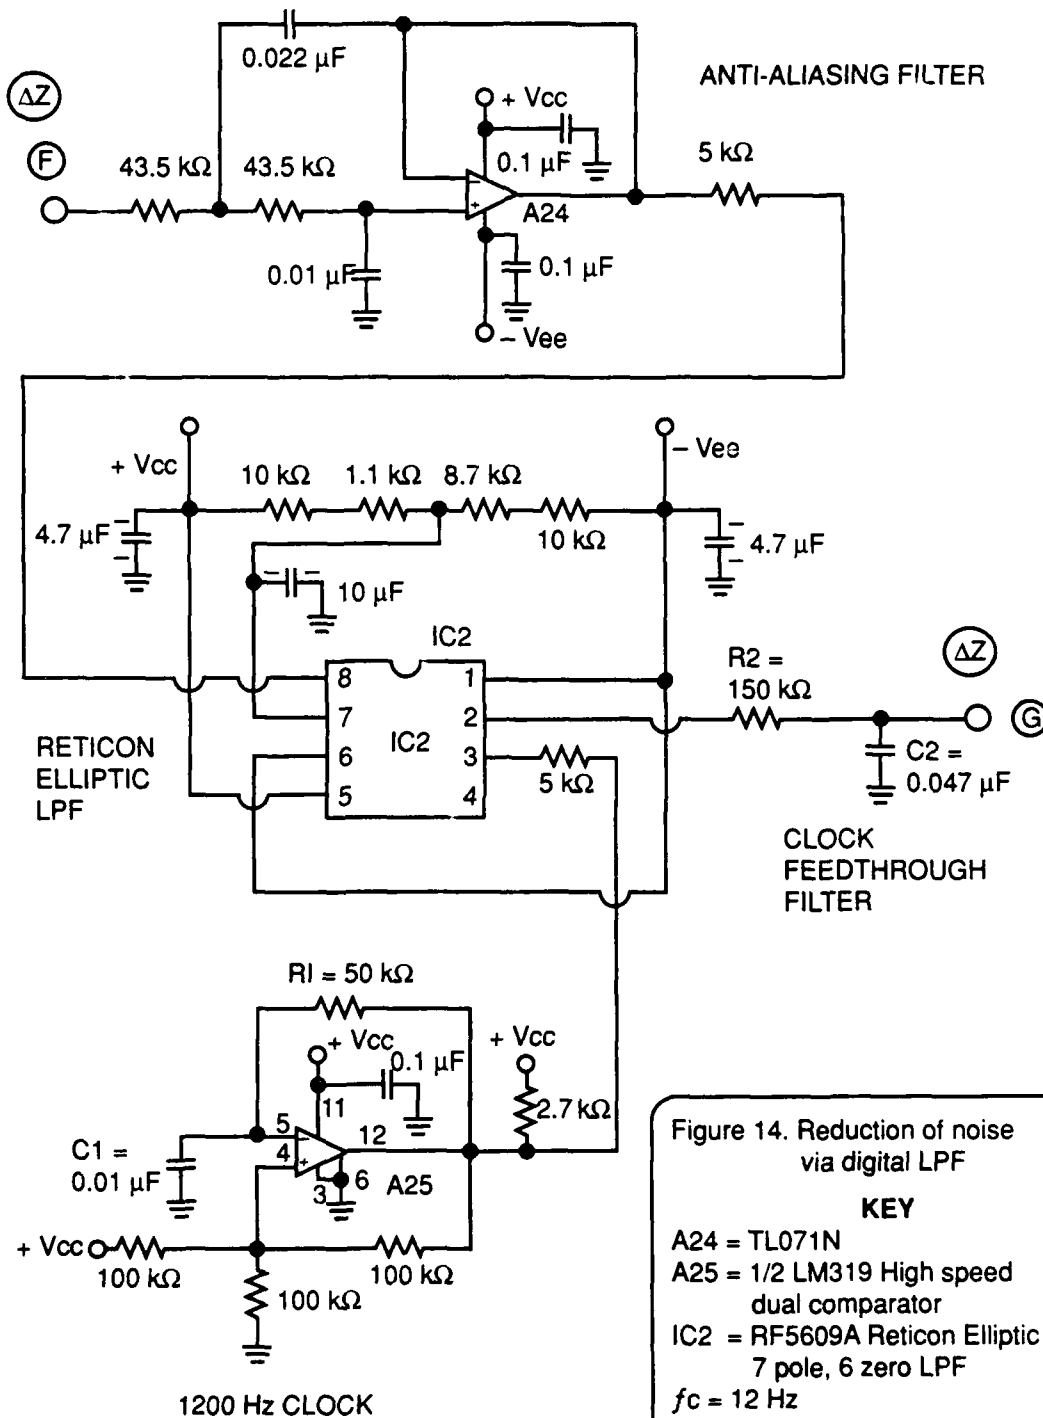 0.022 µF
ANTI-ALIASING FILTER
ΔZ
F
+ Vcc
0.1 µF
5 kΩ
43.5 kΩ
43.5 kΩ
−
+
A24
0.01 µF
0.1 µF
− Vee
+ Vcc
− Vee
10 kΩ
1.1 kΩ
8.7 kΩ
10 kΩ
4.7 µF
4.7 µF
10 µF
IC2
ΔZ
R2 =
150 kΩ
G
8
1
7
2
IC2
6
3
5
4
5 kΩ
RETICON
ELLIPTIC
LPF
C2 =
0.047 µF
CLOCK
FEEDTHROUGH
FILTER
RI = 50 kΩ
+ Vcc
+ Vcc
0.1 µF
11
2.7 kΩ
5
−
12
4
+
C1 =
0.01 µF
3
6
A25
+ Vcc
100 kΩ
100 kΩ
100 kΩ
1200 Hz CLOCK
Figure 14. Reduction of noise
via digital LPF
KEY
A24 = TL071N
A25 = 1/2 LM319 High speed
dual comparator
IC2 = RF5609A Reticon Elliptic
7 pole, 6 zero LPF
fc = 12 Hz